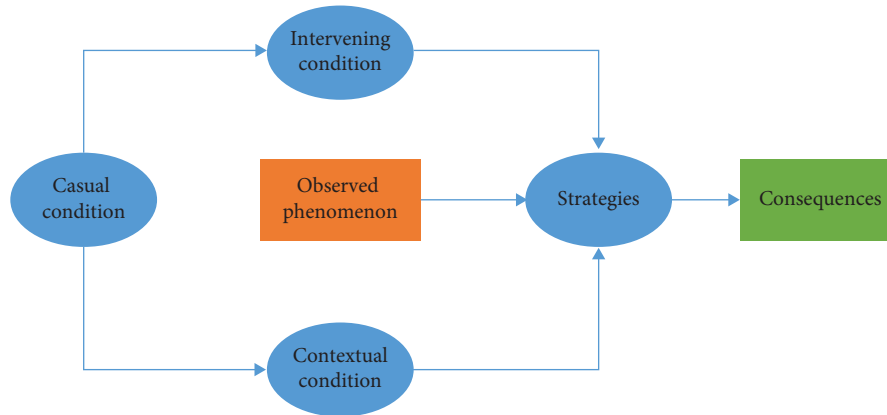 Intervening
condition
Casual
condition
Observed
phenomenon
Strategies
Consequences
Contextual
condition